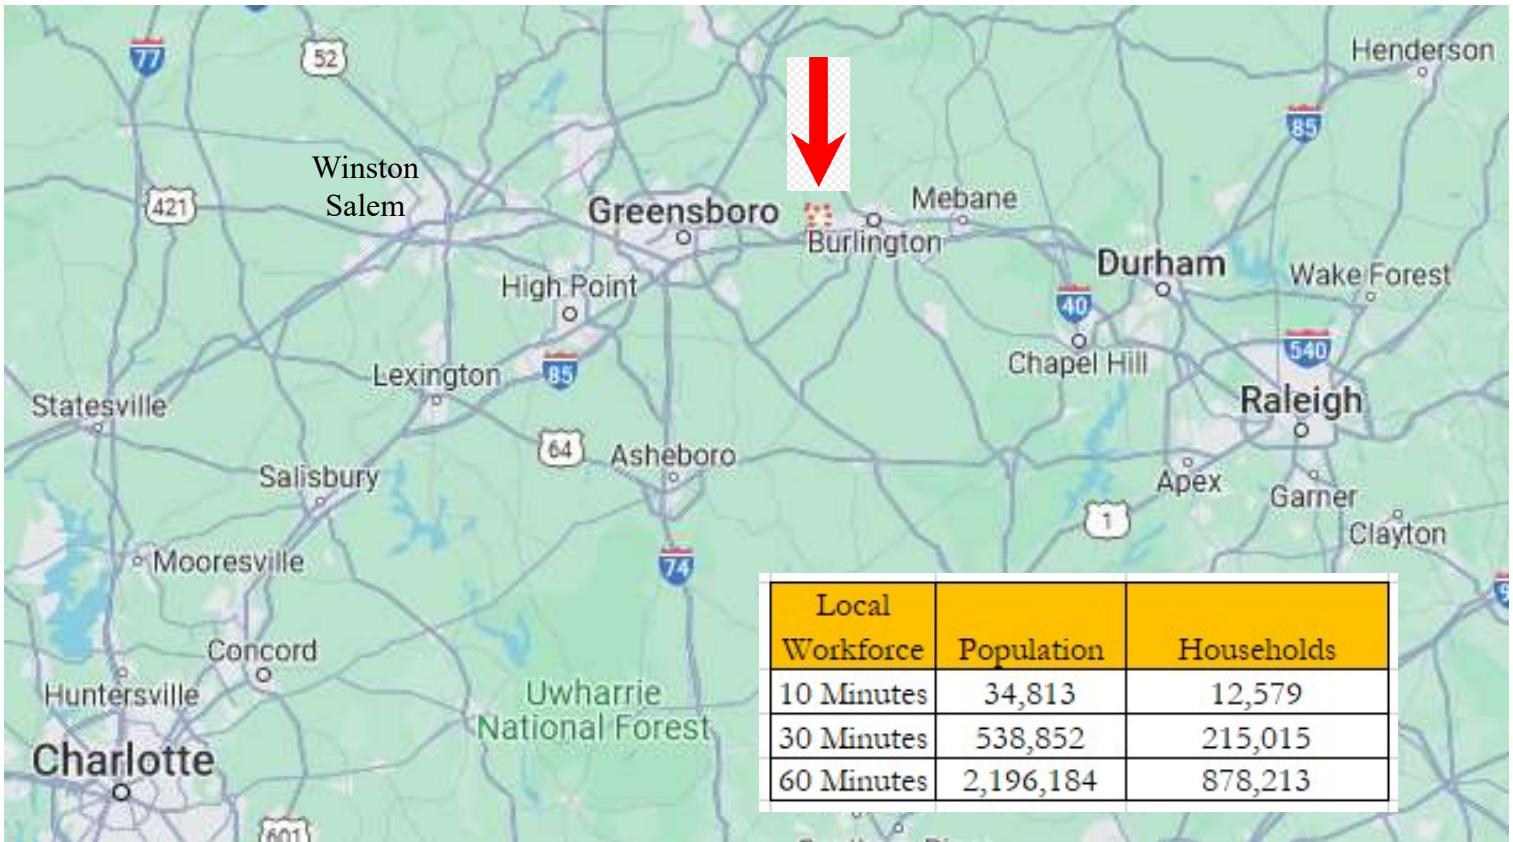 77
52
Henderson
85
Winston
Salem
421
Greensboro
Mebane
Burlington
Durham
Wake Forest
High Point
40
Chapel Hill
540
Lexington
85
Raleigh
Statesville
64
Asheboro
Salisbury
Apex
Garner
1
Clayton
Mooresville
74
Concord
Huntersville
Uwharrie
National Forest
Charlotte
601
Local
Workforce Population Households
10 Minutes 34,813 12,579
30 Minutes 538,852 215,015
60 Minutes 2,196,184 878,213